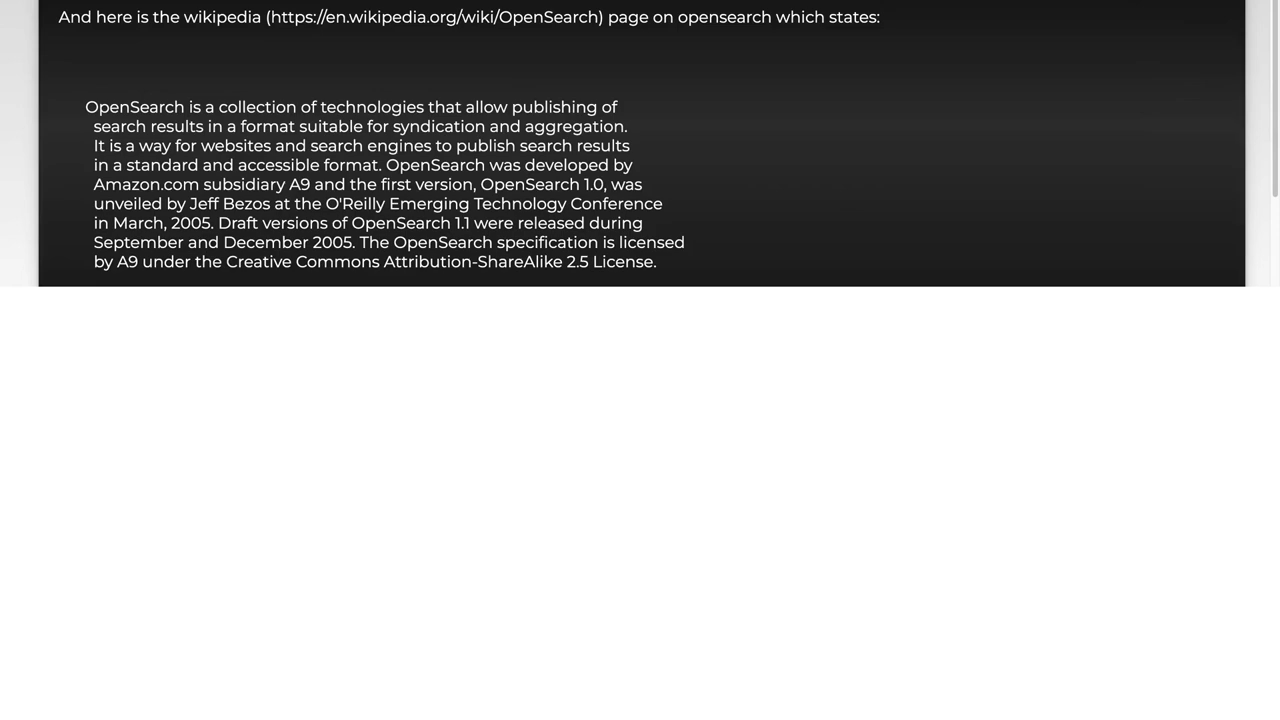 And here is the wikipedia (https://en.wikipedia.org/wiki/OpenSearch) page on opensearch which states:
OpenSearch is a collection of technologies that allow publishing of
search results in a format suitable for syndication and aggregation.
It is a way for websites and search engines to publish search results
in a standard and accessible format. OpenSearch was developed by
Amazon.com subsidiary A9 and the first version, OpenSearch 1.0, was
unveiled by Jeff Bezos at the O'Reilly Emerging Technology Conference
in March, 2005. Draft versions of OpenSearch 1.1 were released during
September and December 2005. The OpenSearch specification is licensed
by A9 under the Creative Commons Attribution-ShareAlike 2.5 License.